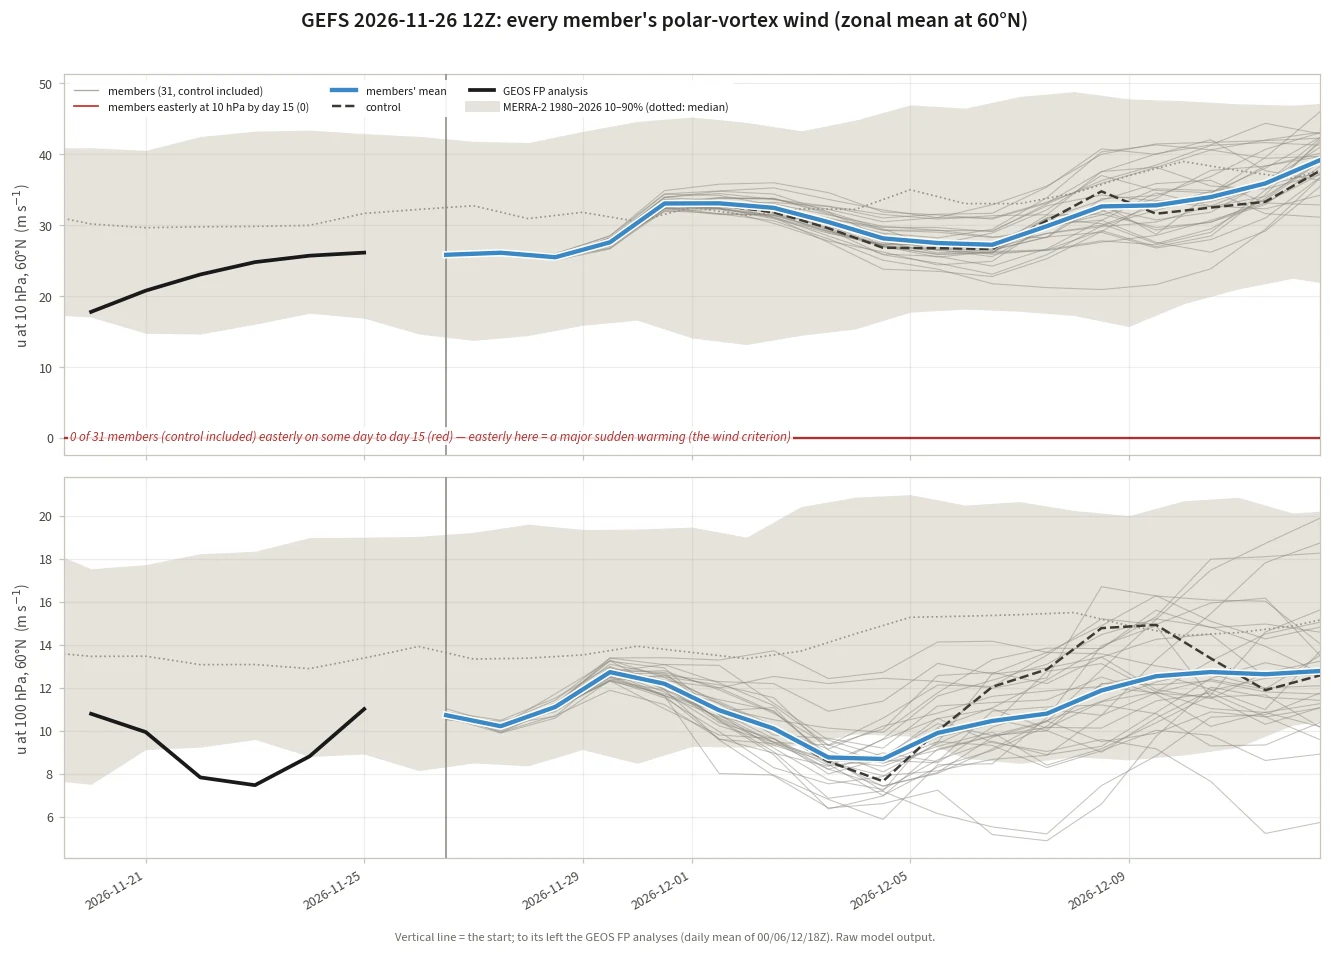 GEFS 2026-11-26 12Z: every member's polar-vortex wind (zonal mean at 60°N)
members (31, control included)
members easterly at 10 hPa by day 15 (0)
members' mean
control
GEOS FP analysis
MERRA-2 1980–2026 10–90% (dotted: median)
u at 10 hPa, 60°N (m s⁻¹)
50
40
30
20
10
0
0 of 31 members (control included) easterly on some day to day 15 (red) — easterly here = a major sudden warming (the wind criterion)
u at 100 hPa, 60°N (m s⁻¹)
20
18
16
14
12
10
8
6
2026-11-21
2026-11-25
2026-11-29
2026-12-01
2026-12-05
2026-12-09
Vertical line = the start; to its left the GEOS FP analyses (daily mean of 00/06/12/18Z). Raw model output.